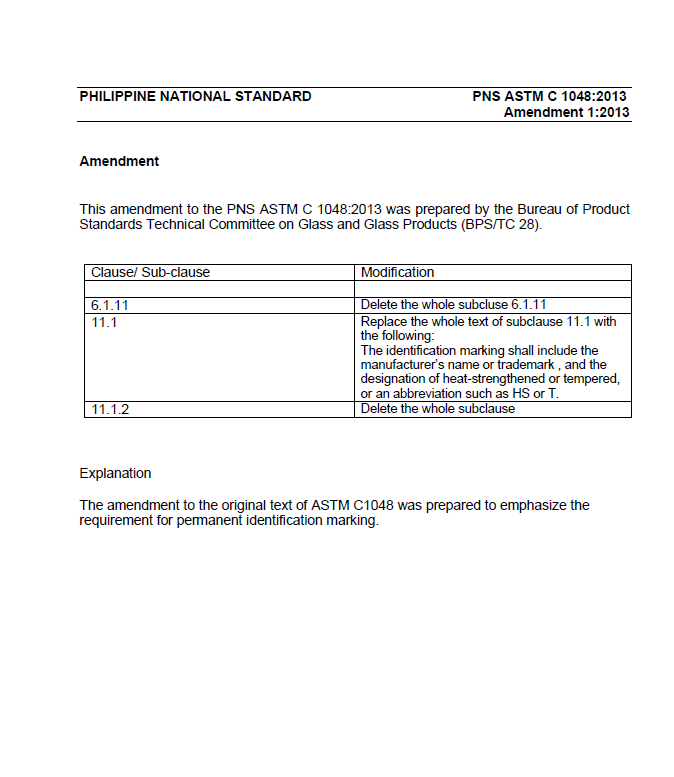 PHILIPPINE NATIONAL STANDARD PNS ASTM C 1048:2013
Amendment 1:2013
Amendment
This amendment to the PNS ASTM C 1048:2013 was prepared by the Bureau of Product
Standards Technical Committee on Glass and Glass Products (BPS/TC 28).
Clause/ Sub-clause Modification
6.1.11 Delete the whole subcluse 6.1.11
11.1 Replace the whole text of subclause 11.1 with
the following:
The identification marking shall include the
manufacturer's name or trademark , and the
designation of heat-strengthened or tempered,
or an abbreviation such as HS or T.
11.1.2 Delete the whole subclause
Explanation
The amendment to the original text of ASTM C1048 was prepared to emphasize the
requirement for permanent identification marking.